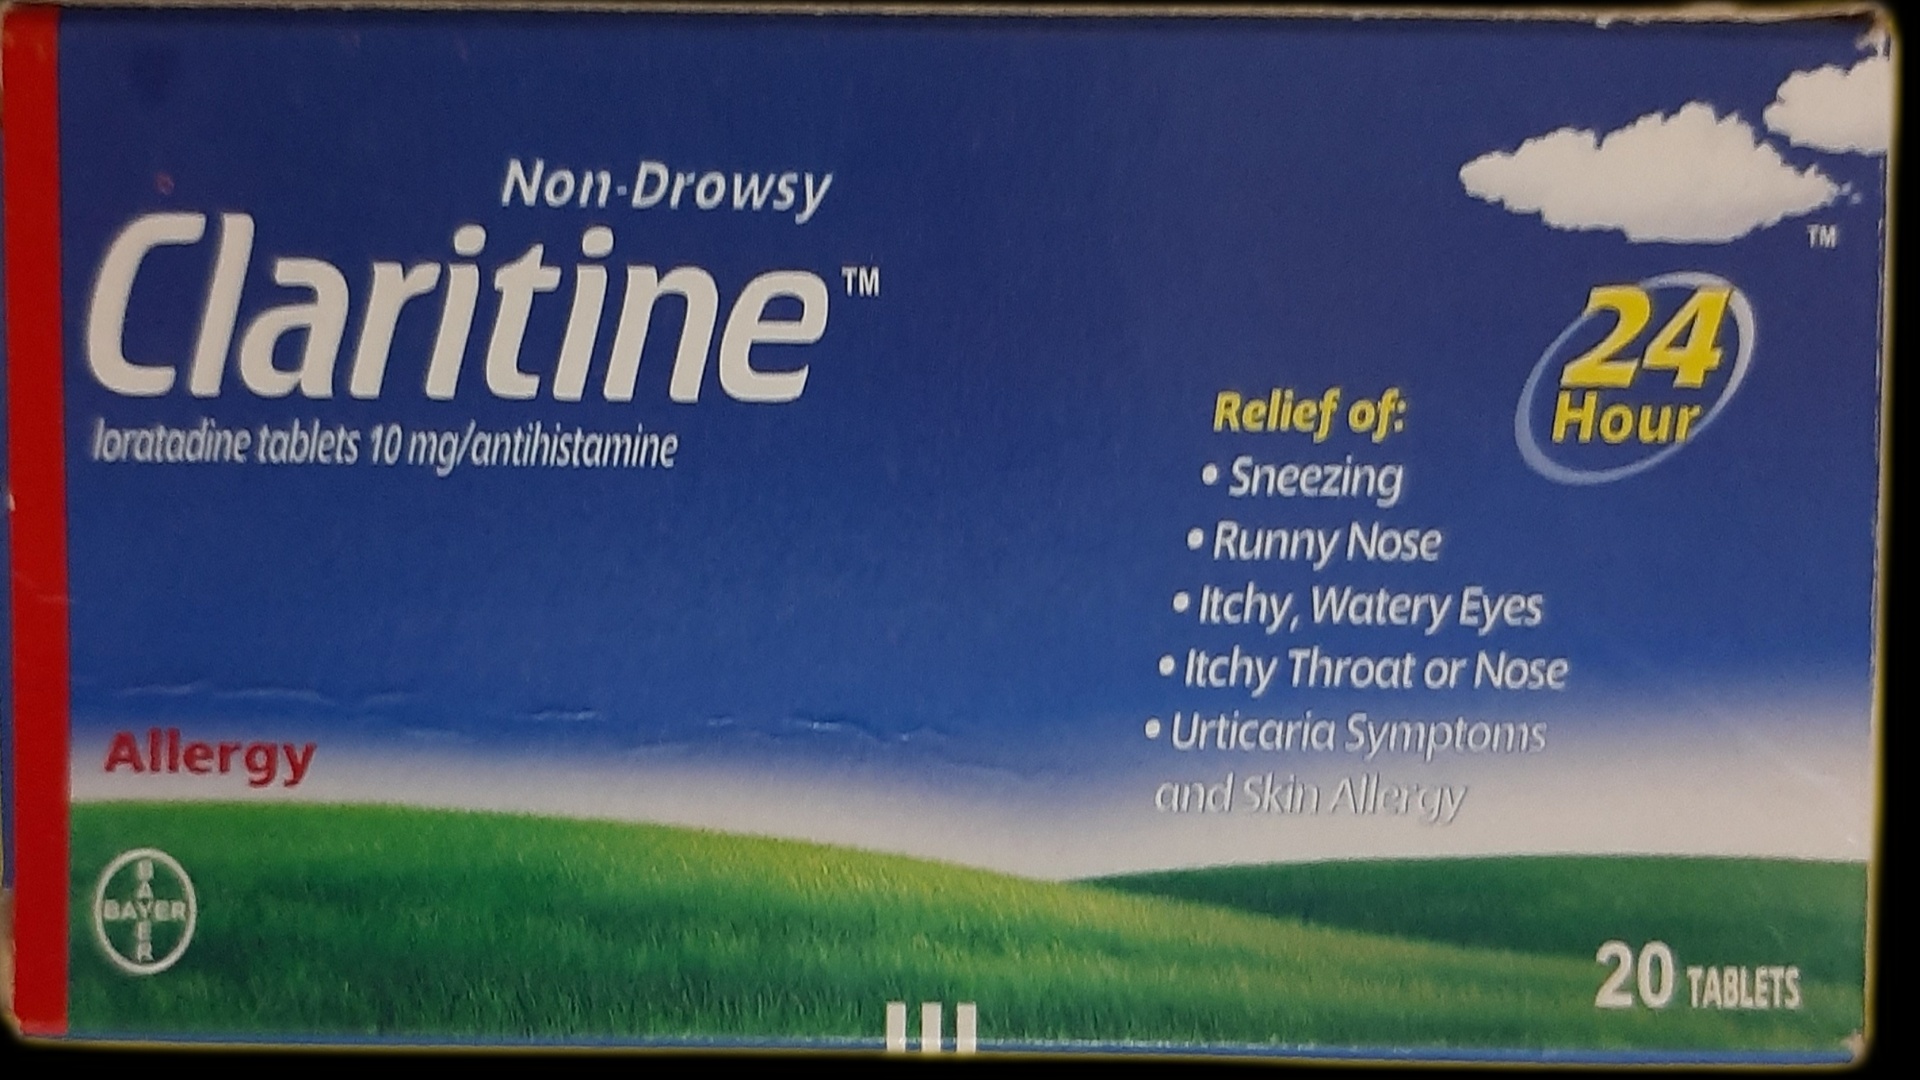 Non-Drowsy
Claritine™
loratadine tablets 10 mg/antihistamine
TM
24
Hour
Relief of:
• Sneezing
• Runny Nose
• Itchy, Watery Eyes
• Itchy Throat or Nose
• Urticaria Symptoms
and Skin Allergy
Allergy
BAYER
BAYER
20 TABLETS